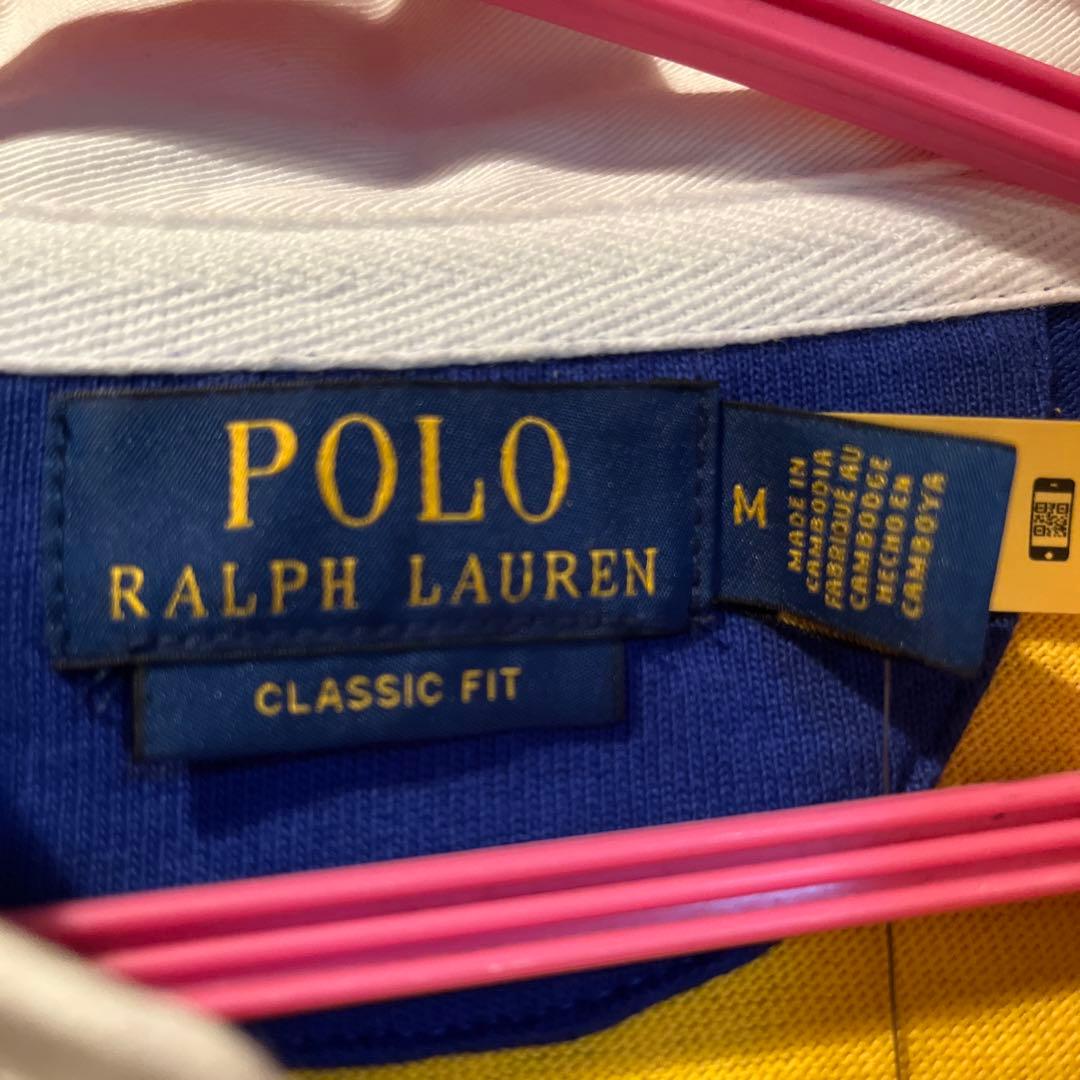 POLO
RALPH LAUREN
CLASSIC FIT
M
MADE IN
CAMBODIA
FABRIQUÉ AU
CAMBODGE
HECHO EN
CAMBOYA